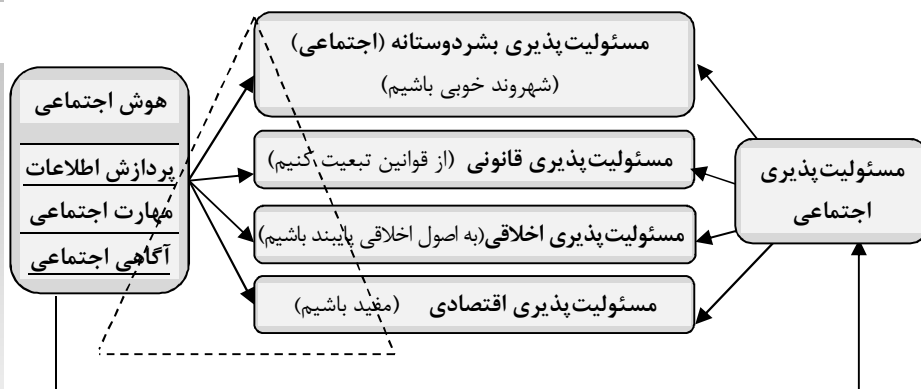 هوش اجتماعی
پردازش اطلاعات
مهارت اجتماعی
آگاهی اجتماعی
مسئولیت‌پذیری بشردوستانه (اجتماعی)
(شهروند خوبی باشیم)
مسئولیت‌پذیری قانونی (از قوانین تبعیت کنیم)
مسئولیت‌پذیری اخلاقی(به اصول اخلاقی پایبند باشیم)
مسئولیت‌پذیری اقتصادی (مفید باشیم)
مسئولیت‌پذیری
اجتماعی